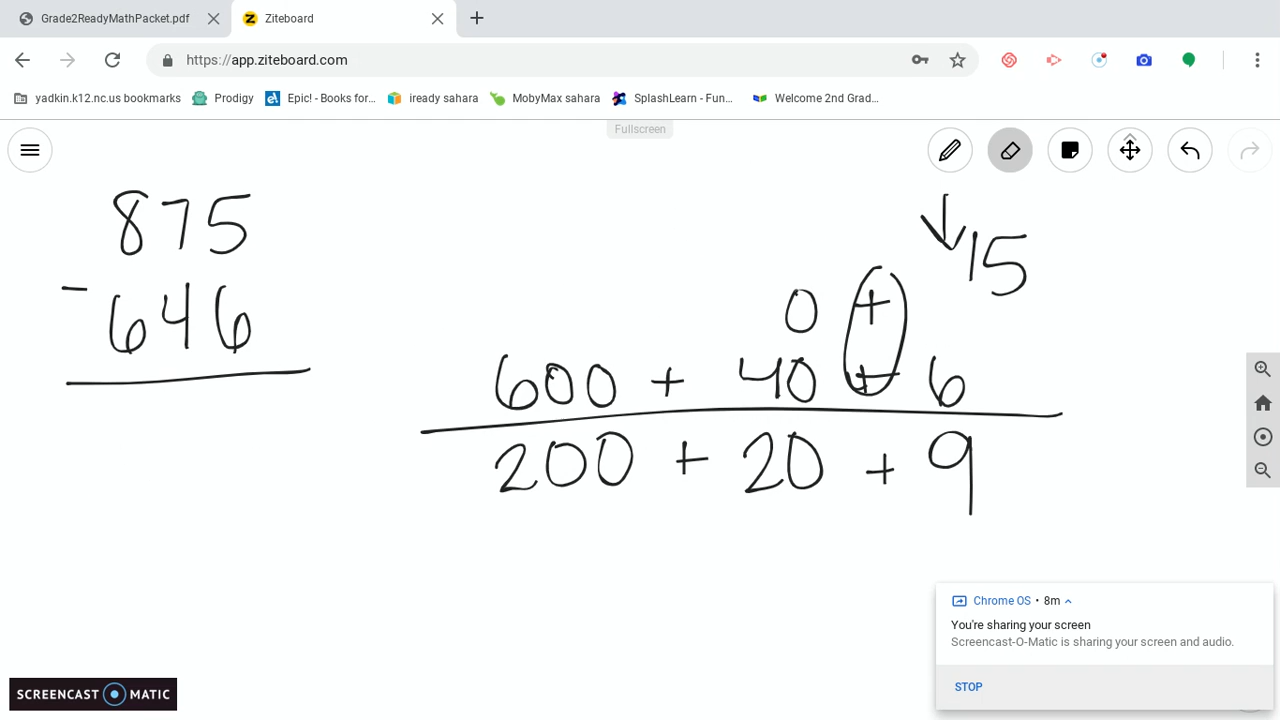 Grade2ReadyMathPacket.pdf
Ziteboard
https://app.ziteboard.com
yadkin.k12.nc.us bookmarks
Prodigy
Epic! - Books for...
iready sahara
MobyMax sahara
SplashLearn - Fun...
Welcome 2nd Grad...
Fullscreen
875
- 646
15
0 +
600 + 40 + 6
200 + 20 + 9
Chrome OS • 8m
You're sharing your screen
Screencast-O-Matic is sharing your screen and audio.
STOP
SCREENCAST MATIC